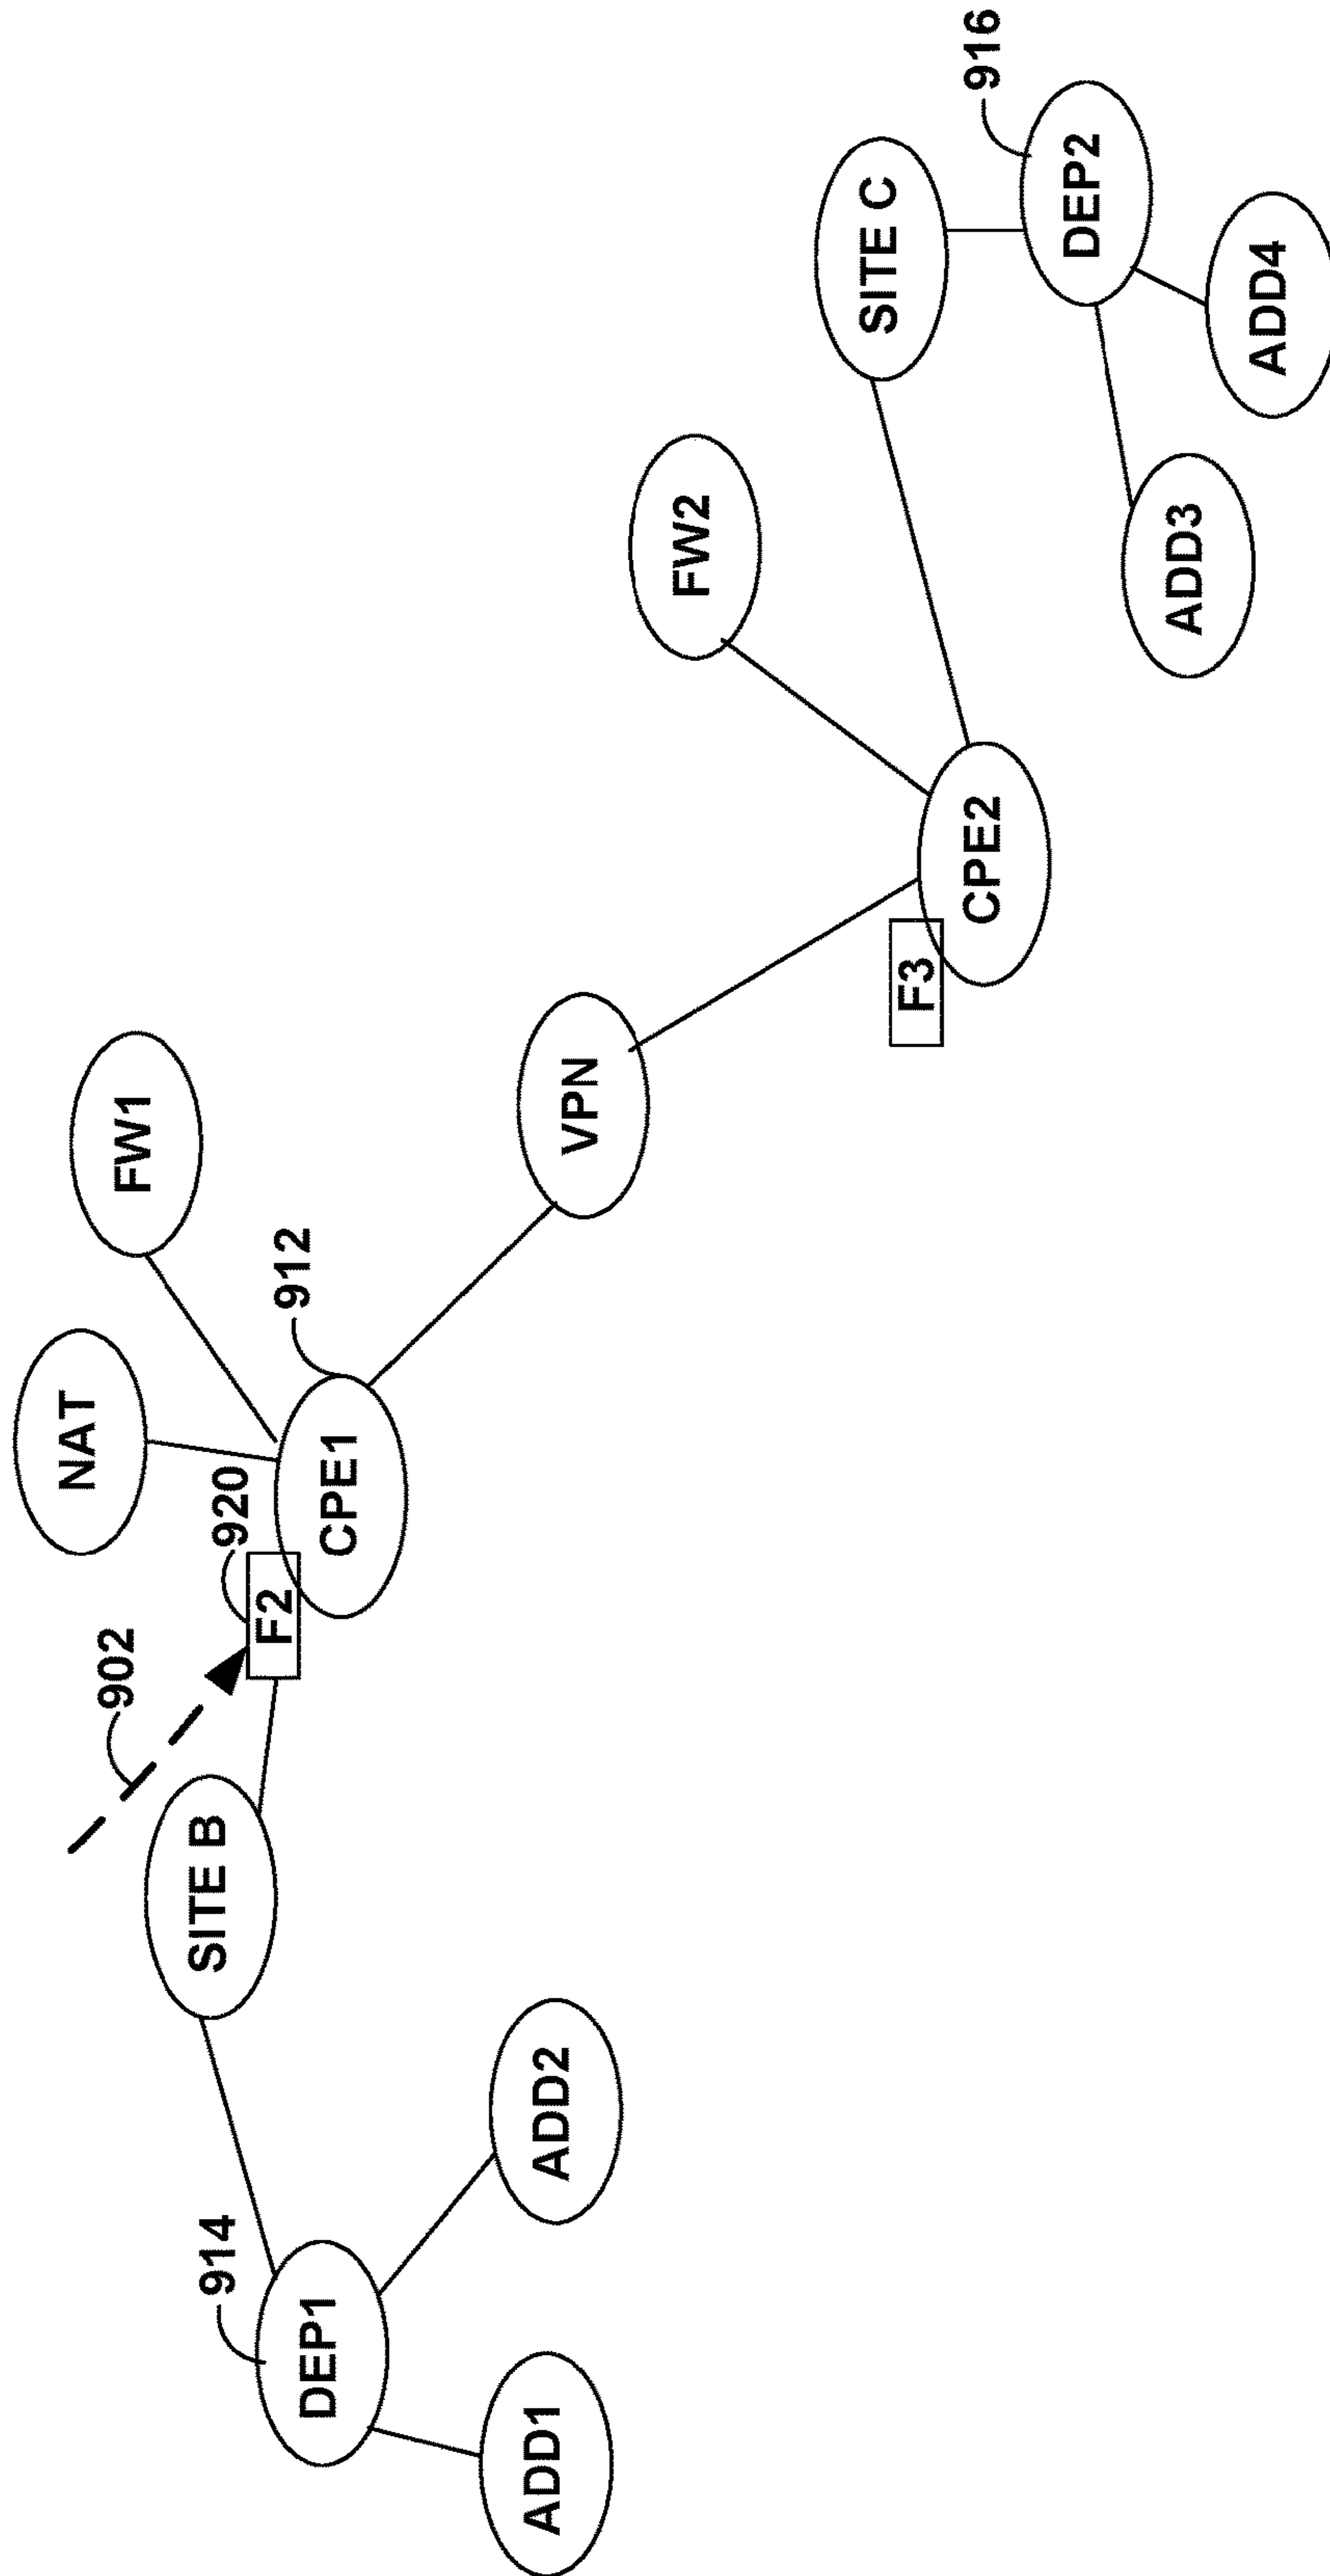 NAT
FW1
902
920
912
SITE B
F2
CPE1
914
DEP1
VPN
ADD1
ADD2
FW2
916
SITE C
F3
CPE2
DEP2
ADD3
ADD4